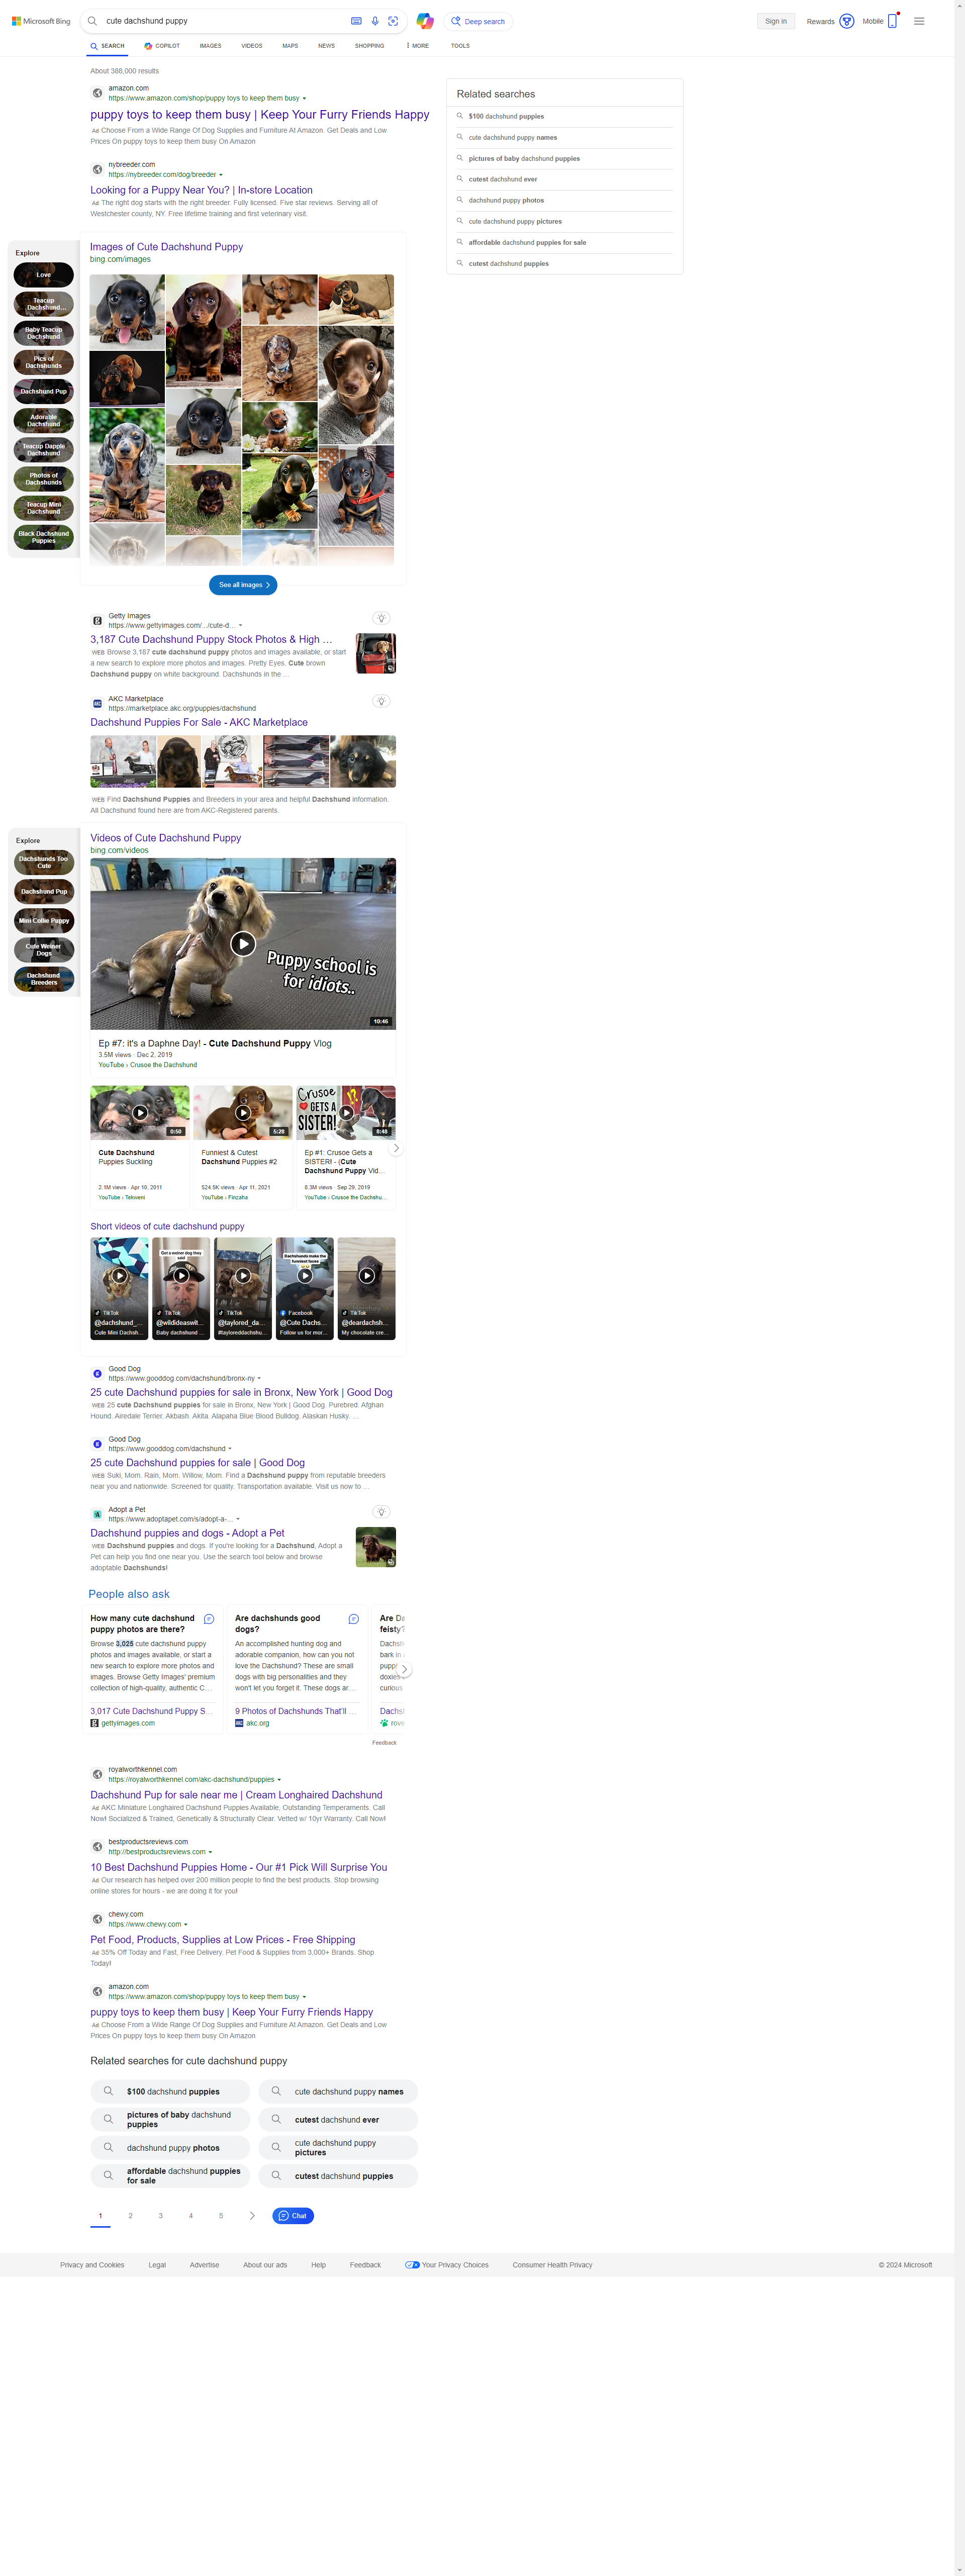 Microsoft Bing
cute dachshund puppy
Deep search
Sign in
Rewards
Mobile
SEARCH
COPILOT
IMAGES
VIDEOS
MAPS
NEWS
SHOPPING
MORE
TOOLS
About 388,000 results
amazon.com
https://www.amazon.com/shop/puppy toys to keep them busy
puppy toys to keep them busy | Keep Your Furry Friends Happy
Ad Choose From a Wide Range Of Dog Supplies and Furniture At Amazon. Get Deals and Low
Prices On puppy toys to keep them busy On Amazon
nybreeder.com
https://nybreeder.com/dog/breeder
Looking for a Puppy Near You? | In-store Location
Ad The right dog starts with the right breeder. Fully licensed. Five star reviews. Serving all of
Westchester county, NY. Free lifetime training and first veterinary visit.
Related searches
$100 dachshund puppies
cute dachshund puppy names
pictures of baby dachshund puppies
cutest dachshund ever
dachshund puppy photos
cute dachshund puppy pictures
affordable dachshund puppies for sale
cutest dachshund puppies
Explore
Love
Teacup
Dachshund...
Baby Teacup
Dachshund
Pics of
Dachshunds
Dachshund Pup
Adorable
Dachshund
Teacup Dapple
Dachshund
Photos of
Dachshunds
Teacup Mini
Dachshund
Black Dachshund
Puppies
Images of Cute Dachshund Puppy
bing.com/images
See all images
Getty Images
https://www.gettyimages.com/.../cute-d...
3,187 Cute Dachshund Puppy Stock Photos & High ...
WEB Browse 3,187 cute dachshund puppy photos and images available, or start
a new search to explore more photos and images. Pretty Eyes. Cute brown
Dachshund puppy on white background. Dachshunds in the ...
AKC Marketplace
https://marketplace.akc.org/puppies/dachshund
Dachshund Puppies For Sale - AKC Marketplace
WEB Find Dachshund Puppies and Breeders in your area and helpful Dachshund information.
All Dachshund found here are from AKC-Registered parents.
Explore
Dachshunds Too
Cute
Dachshund Pup
Mini Collie Puppy
Cute Weiner
Dogs
Dachshund
Breeders
Videos of Cute Dachshund Puppy
bing.com/videos
Puppy school is
for idiots..
10:46
Ep #7: it's a Daphne Day! - Cute Dachshund Puppy Vlog
3.5M views · Dec 2, 2019
YouTube › Crusoe the Dachshund
0:50
Cute Dachshund
Puppies Suckling
2.1M views · Apr 10, 2011
YouTube › Tekweni
5:28
Funniest & Cutest
Dachshund Puppies #2
524.5K views · Apr 11, 2021
YouTube › Finzaha
Crusoe
GETS A
SISTER!
!?
8:48
Ep #1: Crusoe Gets a
SISTER! - (Cute
Dachshund Puppy Vid...
8.3M views · Sep 29, 2019
YouTube › Crusoe the Dachshu...
Short videos of cute dachshund puppy
TikTok
@dachshund_...
Cute Mini Dachsh...
Get a weiner dog they
said
TikTok
@wildideaswit...
Baby dachshund ...
TikTok
@taylored_da...
#tayloreddachshu...
Dachshunds make the
funniest faces
Facebook
@Cute Dachs...
Follow us for mor...
TikTok
@deardachsh...
My chocolate cre...
Good Dog
https://www.gooddog.com/dachshund/bronx-ny
25 cute Dachshund puppies for sale in Bronx, New York | Good Dog
WEB 25 cute Dachshund puppies for sale in Bronx, New York | Good Dog. Purebred. Afghan
Hound. Airedale Terrier. Akbash. Akita. Alapaha Blue Blood Bulldog. Alaskan Husky. ...
Good Dog
https://www.gooddog.com/dachshund
25 cute Dachshund puppies for sale | Good Dog
WEB Suki, Mom. Rain, Mom. Willow, Mom. Find a Dachshund puppy from reputable breeders
near you and nationwide. Screened for quality. Transportation available. Visit us now to ...
Adopt a Pet
https://www.adoptapet.com/s/adopt-a-...
Dachshund puppies and dogs - Adopt a Pet
WEB Dachshund puppies and dogs. If you're looking for a Dachshund, Adopt a
Pet can help you find one near you. Use the search tool below and browse
adoptable Dachshunds!
People also ask
How many cute dachshund
puppy photos are there?
Browse 3,025 cute dachshund puppy
photos and images available, or start a
new search to explore more photos and
images. Browse Getty Images' premium
collection of high-quality, authentic C...
3,017 Cute Dachshund Puppy S...
gettyimages.com
Are dachshunds good
dogs?
An accomplished hunting dog and
adorable companion, how can you not
love the Dachshund? These are small
dogs with big personalities and they
won't let you forget it. These dogs ar...
9 Photos of Dachshunds That'll ...
akc.org
Are Da
feisty?
Dachsh
bark in
puppy
doxies
curious
Dachsh
rove
Feedback
royalworthkennel.com
https://royalworthkennel.com/akc-dachshund/puppies
Dachshund Pup for sale near me | Cream Longhaired Dachshund
Ad AKC Miniature Longhaired Dachshund Puppies Available, Outstanding Temperaments. Call
Now! Socialized & Trained, Genetically & Structurally Clear. Vetted w/ 10yr Warranty. Call Now!
bestproductsreviews.com
http://bestproductsreviews.com
10 Best Dachshund Puppies Home - Our #1 Pick Will Surprise You
Ad Our research has helped over 200 million people to find the best products. Stop browsing
online stores for hours - we are doing it for you!
chewy.com
https://www.chewy.com
Pet Food, Products, Supplies at Low Prices - Free Shipping
Ad 35% Off Today and Fast, Free Delivery. Pet Food & Supplies from 3,000+ Brands. Shop
Today!
amazon.com
https://www.amazon.com/shop/puppy toys to keep them busy
puppy toys to keep them busy | Keep Your Furry Friends Happy
Ad Choose From a Wide Range Of Dog Supplies and Furniture At Amazon. Get Deals and Low
Prices On puppy toys to keep them busy On Amazon
Related searches for cute dachshund puppy
$100 dachshund puppies
cute dachshund puppy names
pictures of baby dachshund
puppies
cutest dachshund ever
dachshund puppy photos
cute dachshund puppy
pictures
affordable dachshund puppies
for sale
cutest dachshund puppies
1
2
3
4
5
Chat
Privacy and Cookies
Legal
Advertise
About our ads
Help
Feedback
Your Privacy Choices
Consumer Health Privacy
© 2024 Microsoft